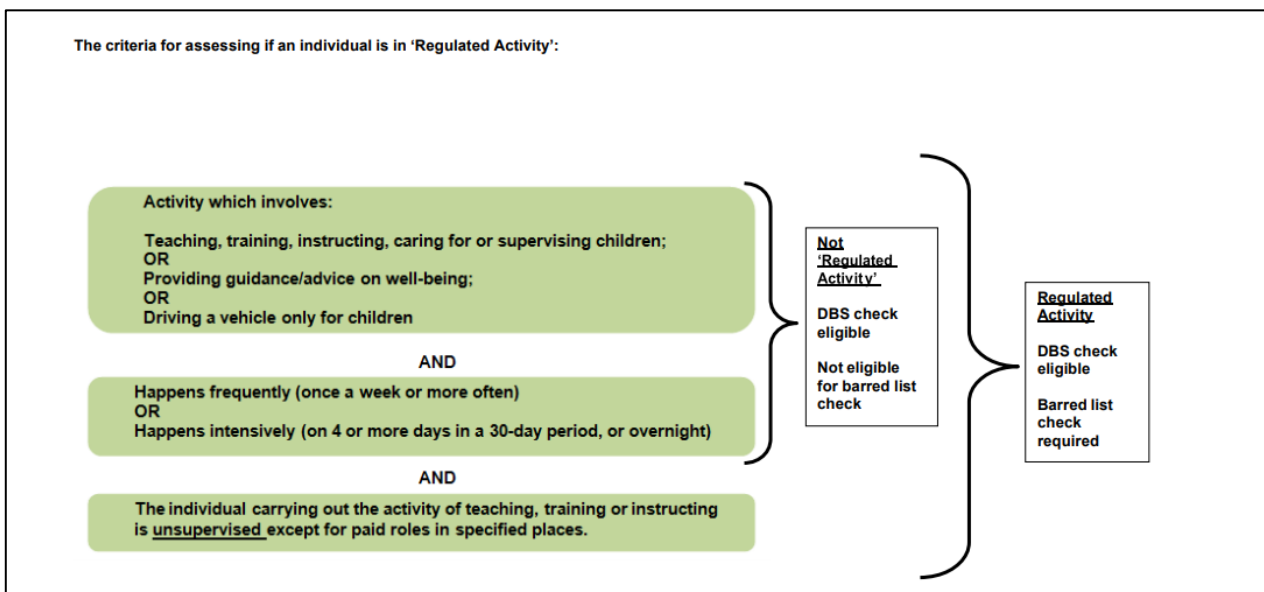 The criteria for assessing if an individual is in ‘Regulated Activity’:
Activity which involves:
Teaching, training, instructing, caring for or supervising children;
OR
Providing guidance/advice on well-being;
OR
Driving a vehicle only for children
AND
Happens frequently (once a week or more often)
OR
Happens intensively (on 4 or more days in a 30-day period, or overnight)
AND
The individual carrying out the activity of teaching, training or instructing
is unsupervised except for paid roles in specified places.
Not
‘Regulated
Activity’
DBS check
eligible
Not eligible
for barred list
check
Regulated
Activity
DBS check
eligible
Barred list
check
required